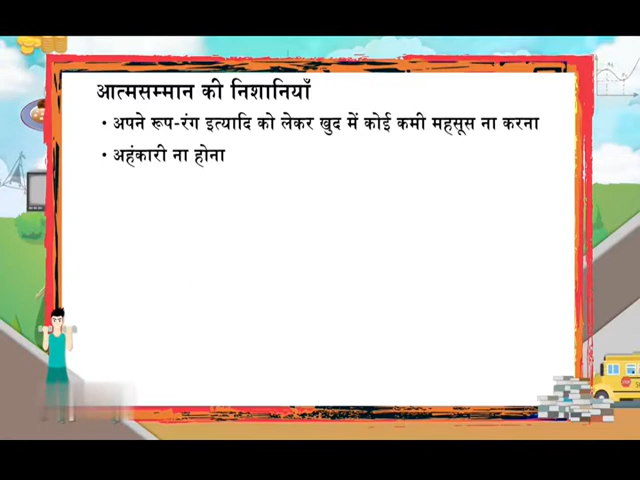 आत्मसम्मान की निशानियाँ
• अपने रूप-रंग इत्यादि को लेकर खुद में कोई कमी महसूस ना करना
• अहंकारी ना होना